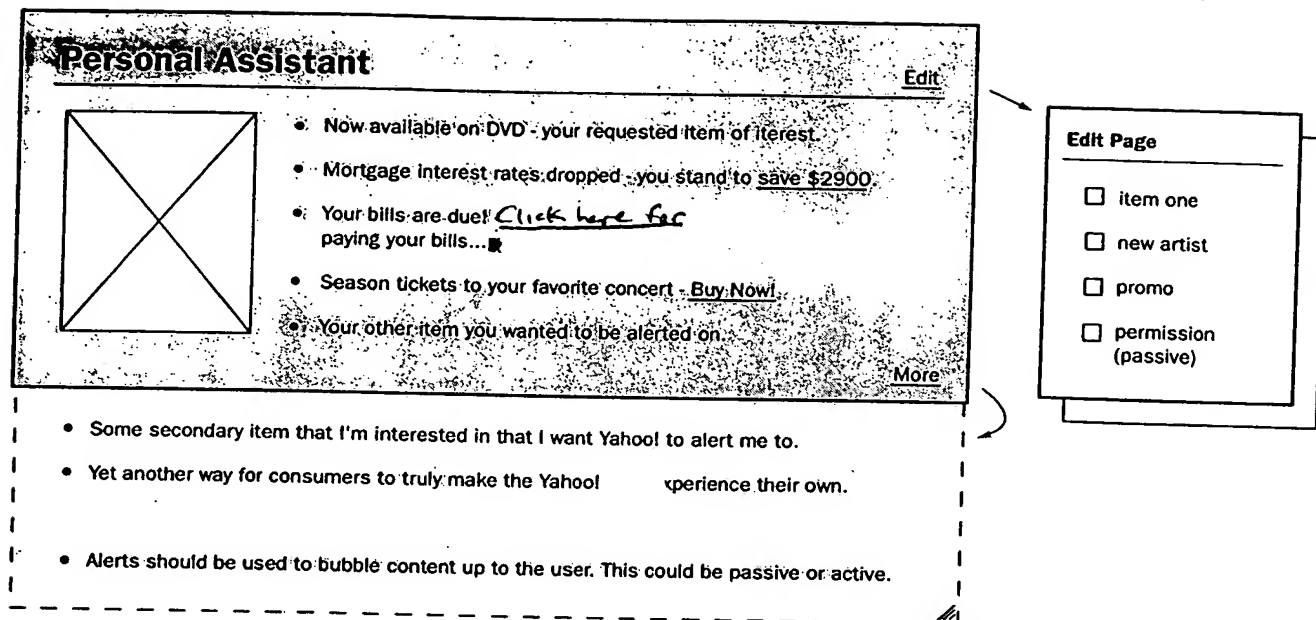 Personal Assistant
Edit
• Now available on DVD - your requested item of iterest.
• Mortgage interest rates dropped - you stand to save $2900.
• Your bills are due! Click here for
paying your bills...
• Season tickets to your favorite concert - Buy Now!
• Your other item you wanted to be alerted on
More
• Some secondary item that I'm interested in that I want Yahoo! to alert me to.
• Yet another way for consumers to truly make the Yahoo! xperience their own.
• Alerts should be used to bubble content up to the user. This could be passive or active.
Edit Page
item one
new artist
promo
permission
(passive)